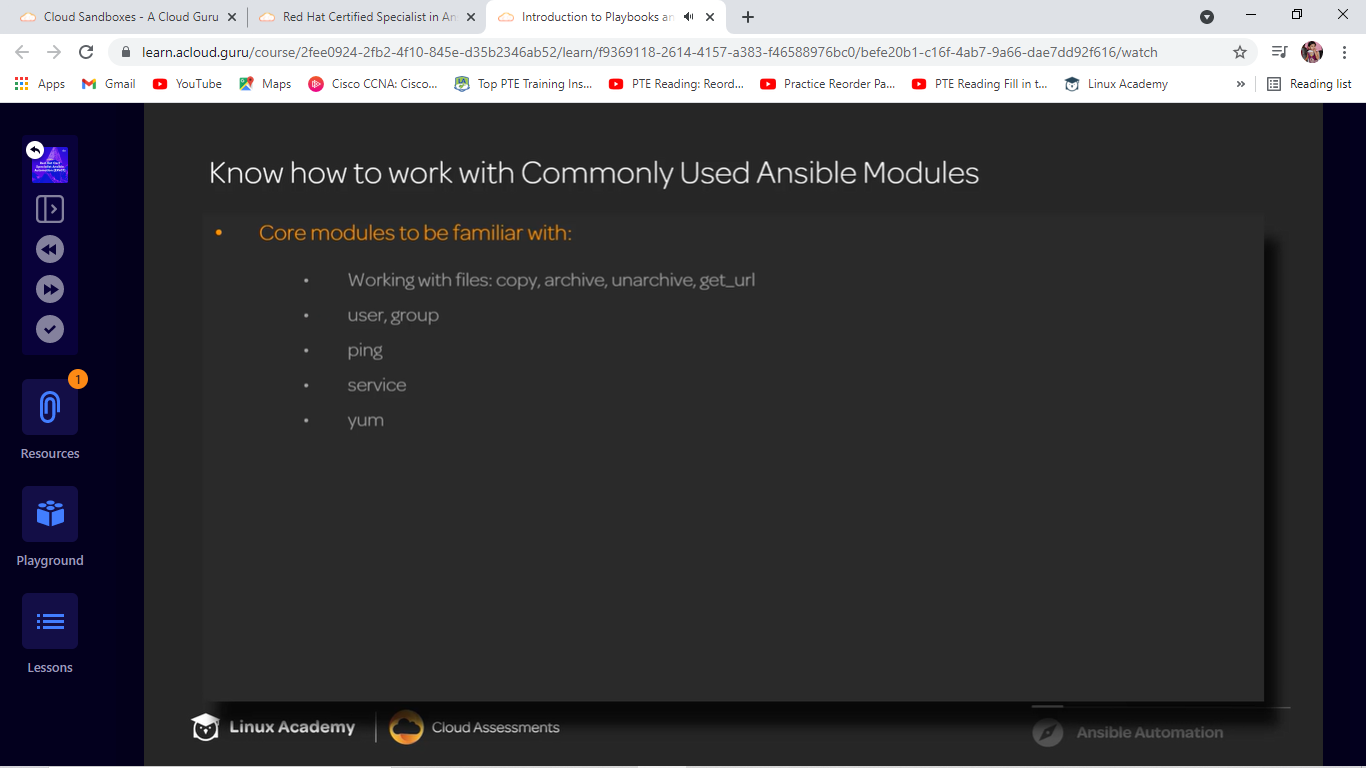 Cloud Sandboxes - A Cloud Guru
Red Hat Certified Specialist in An
Introduction to Playbooks an
learn.acloud.guru/course/2fee0924-2fb2-4f10-845e-d35b2346ab52/learn/f9369118-2614-4157-a383-f46588976bc0/befe20b1-c16f-4ab7-9a66-dae7dd92f616/watch
Apps Gmail YouTube Maps Cisco CCNA: Cisco... Top PTE Training Ins... PTE Reading: Reord... Practice Reorder Pa... PTE Reading Fill in t... Linux Academy » Reading list
Know how to work with Commonly Used Ansible Modules
• Core modules to be familiar with:
• Working with files: copy, archive, unarchive, get_url
• user, group
• ping
• service
• yum
1
Resources
Playground
Lessons
Linux Academy
Cloud Assessments
Ansible Automation